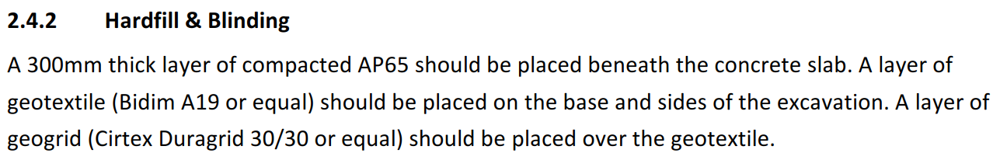 2.4.2 Hardfill & Blinding
A 300mm thick layer of compacted AP65 should be placed beneath the concrete slab. A layer of
geotextile (Bidim A19 or equal) should be placed on the base and sides of the excavation. A layer of
geogrid (Cirtex Duragrid 30/30 or equal) should be placed over the geotextile.